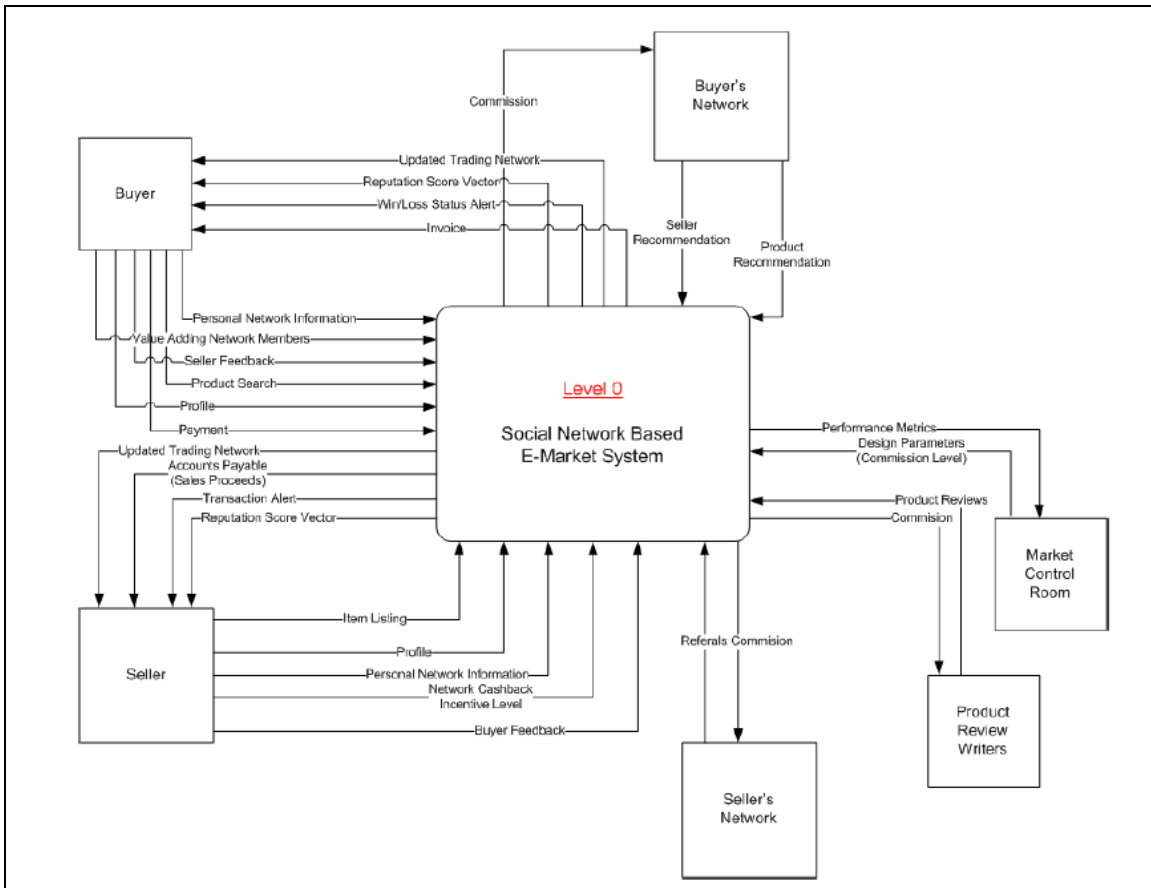 Buyer's
Network
Commission
Buyer
Updated Trading Network
Reputation Score Vector
Win/Loss Status Alert
Invoice
Seller
Recommendation
Product
Recommendation
Personal Network Information
Value Adding Network Members
Seller Feedback
Product Search
Profile
Payment
Level 0
Social Network Based
E-Market System
Updated Trading Network
Accounts Payable
(Sales Proceeds)
Transaction Alert
Reputation Score Vector
Performance Metrics
Design Parameters
(Commission Level)
Product Reviews
Commision
Market
Control
Room
Seller
Item Listing
Profile
Personal Network Information
Network Cashback
Incentive Level
Buyer Feedback
Referals Commision
Product
Review
Writers
Seller's
Network